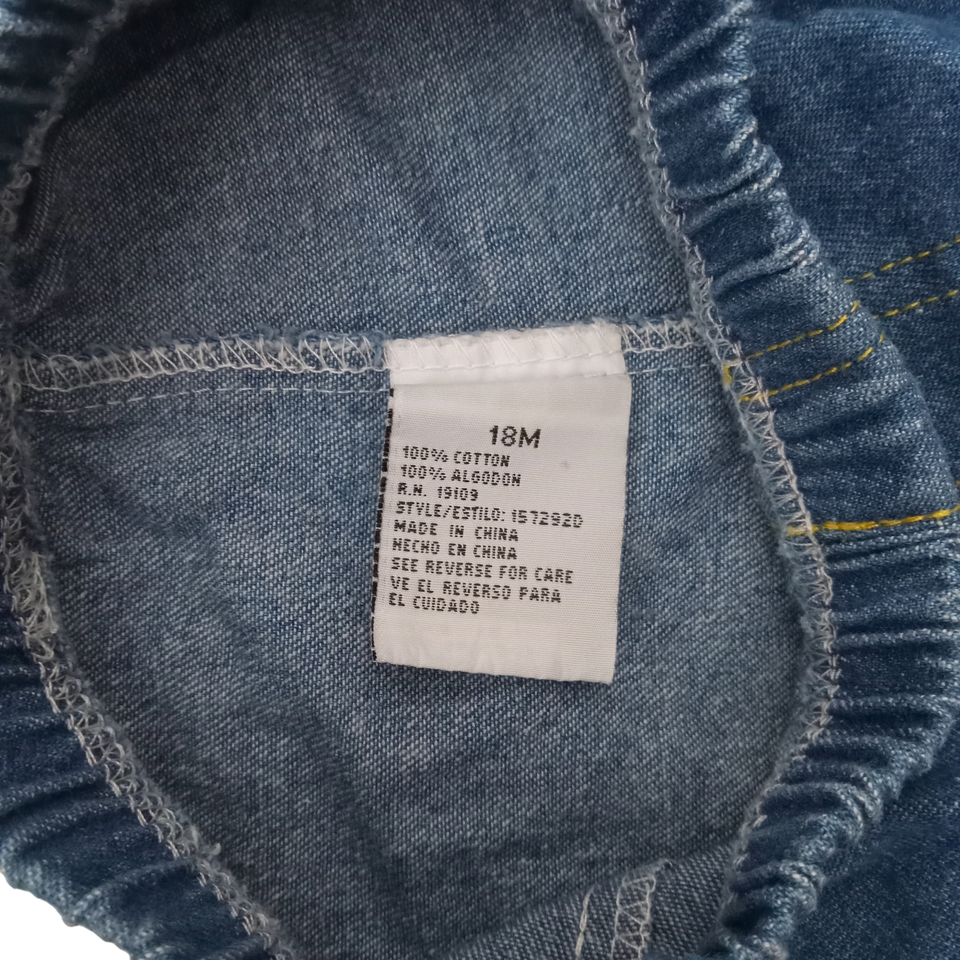 18M
100% COTTON
100% ALGODON
R.N. 19109
STYLE/ESTILO: 157292D
MADE IN CHINA
HECHO EN CHINA
SEE REVERSE FOR CARE
VE EL REVERSO PARA
EL CUIDADO